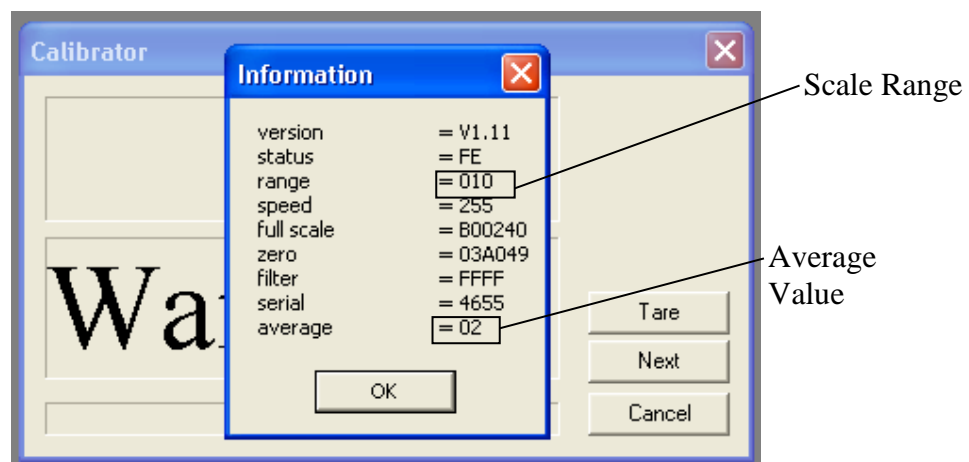 Calibrator
Information
version = V1.11
status = FE
range = 010
speed = 255
full scale = B00240
zero = 03A049
filter = FFFF
serial = 4655
average = 02
OK
Wa
Tare
Next
Cancel
Scale Range
Average
Value